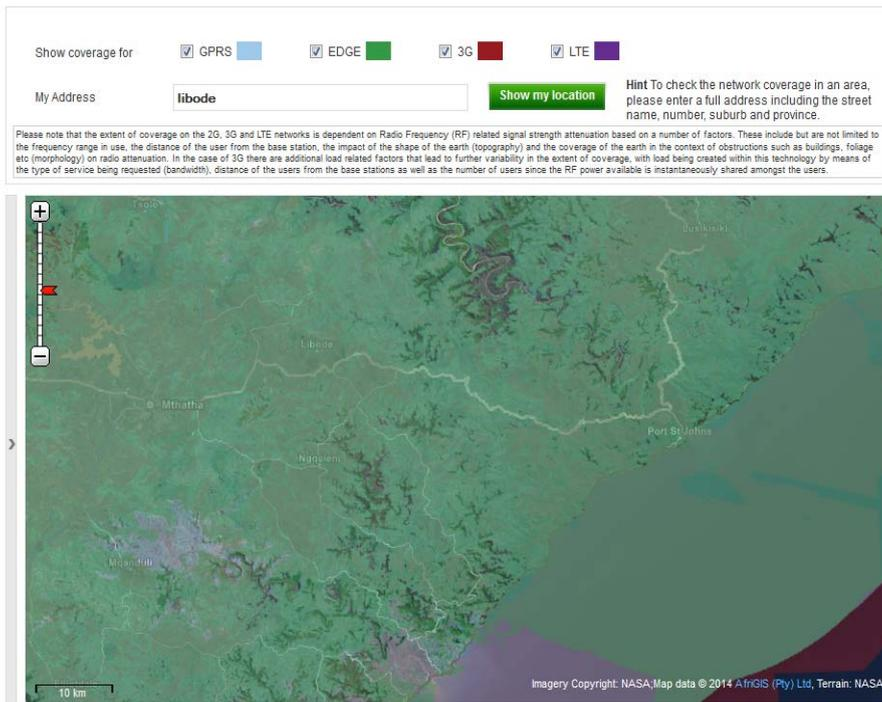 Show coverage for GPRS EDGE 3G LTE
My Address libode Show my location
Hint To check the network coverage in an area,
please enter a full address including the street
name, number, suburb and province.
Please note that the extent of coverage on the 2G, 3G and LTE networks is dependent on Radio Frequency (RF) related signal strength attenuation based on a number of factors. These include but are not limited to
the frequency range in use, the distance of the user from the base station, the impact of the shape of the earth (topography) and the coverage of the earth in the context of obstructions such as buildings, foliage
etc (morphology) on radio attenuation. In the case of 3G there are additional load related factors that lead to further variability in the extent of coverage, with load being created within this technology by means of
the type of service being requested (bandwidth), distance of the users from the base stations as well as the number of users since the RF power available is instantaneously shared amongst the users.
Tsolo
Lusikisiki
Libode
Mthatha
Port St Johns
Ngqueleni
Mqanduli
10 km
Imagery Copyright: NASA;Map data © 2014 AfriGIS (Pty) Ltd, Terrain: NASA